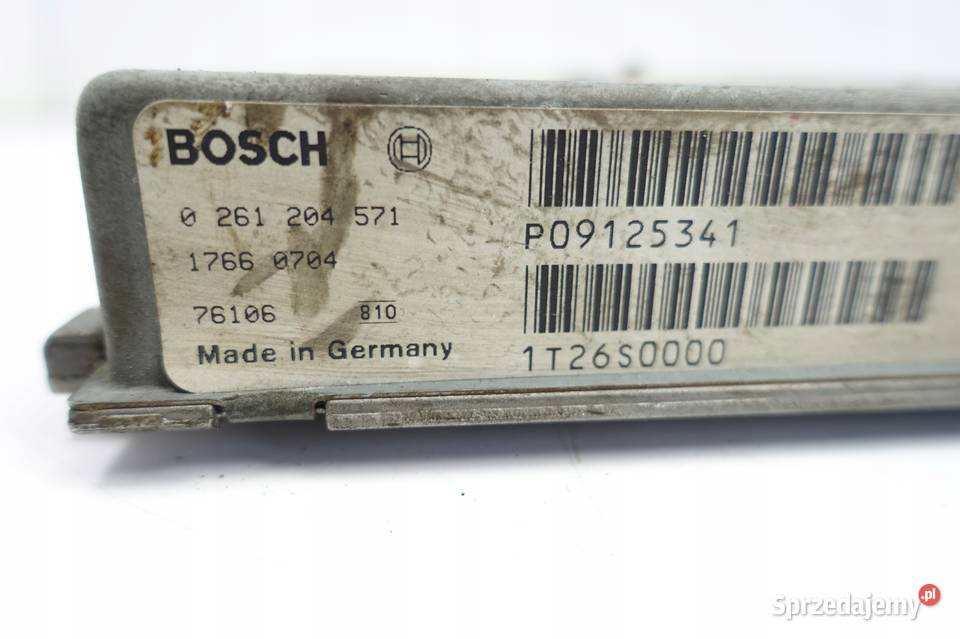 BOSCH
0 261 204 571
1766 0704
76106 810
Made in Germany
P09125341
1T26S0000
Sprzedajemy.pl